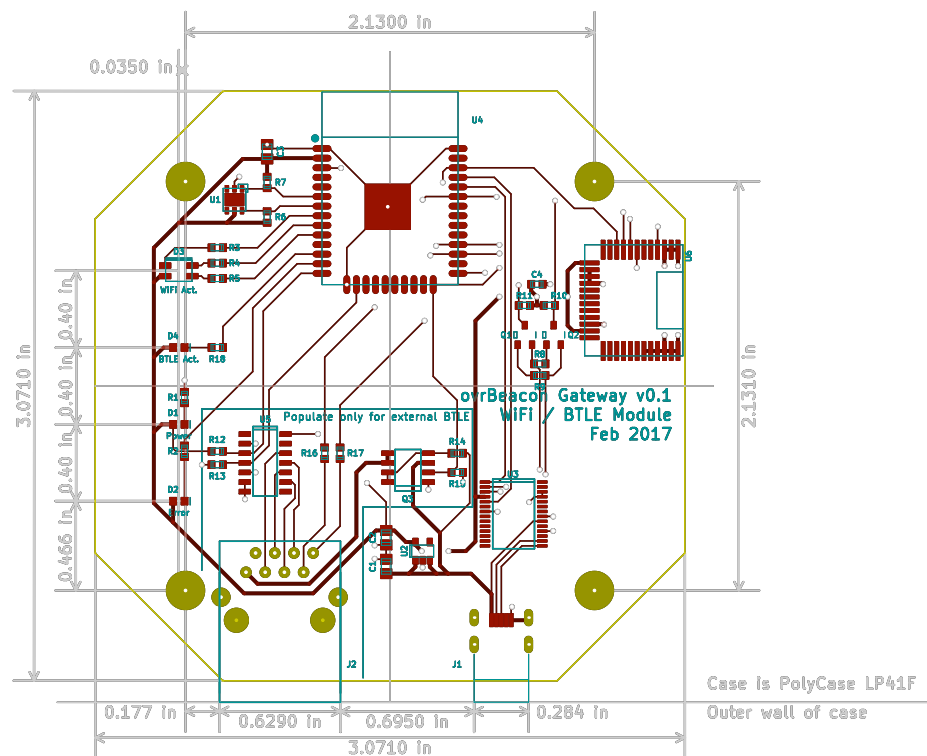 2.1300 in
0.0350 in
U4
C3
R7
U1
R6
R3
D3
R4
U6
WiFi Act.
R5
C4
R11
R10
0.40 in
D4
Q1
Q2
BTLE Act.
R18
R8
3.0710 in
2.1310 in
R1
ovrBeacon Gateway v0.1
0.40 in
D1
Populate only for external BTLE
WiFi / BTLE Module
U5
Power
Feb 2017
R12
R14
R2
R16
R17
R13
U3
0.40 in
D2
Q3
Error
C2
U2
0.466 in
C1
J2
J1
Case is PolyCase LP41F
0.177 in
0.6290 in
0.6950 in
0.284 in
Outer wall of case
3.0710 in